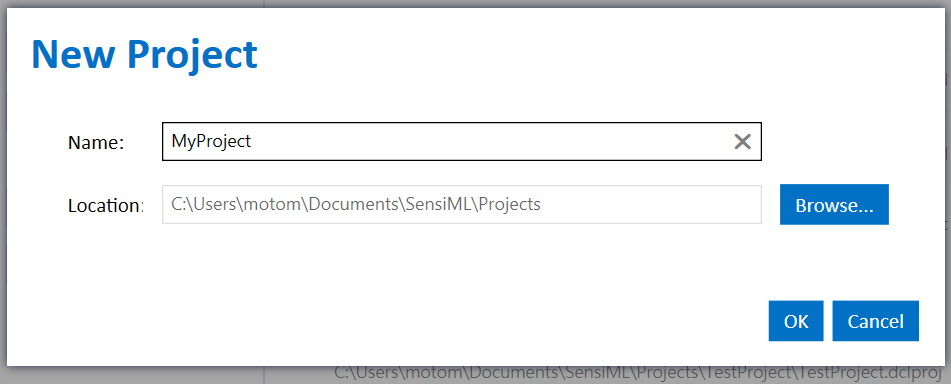 New Project
Name: MyProject
Location: C:\Users\motom\Documents\SensiML\Projects Browse...
OK Cancel
C:\Users\motom\Documents\SensiML\Projects\TestProject\TestProject.dclproj